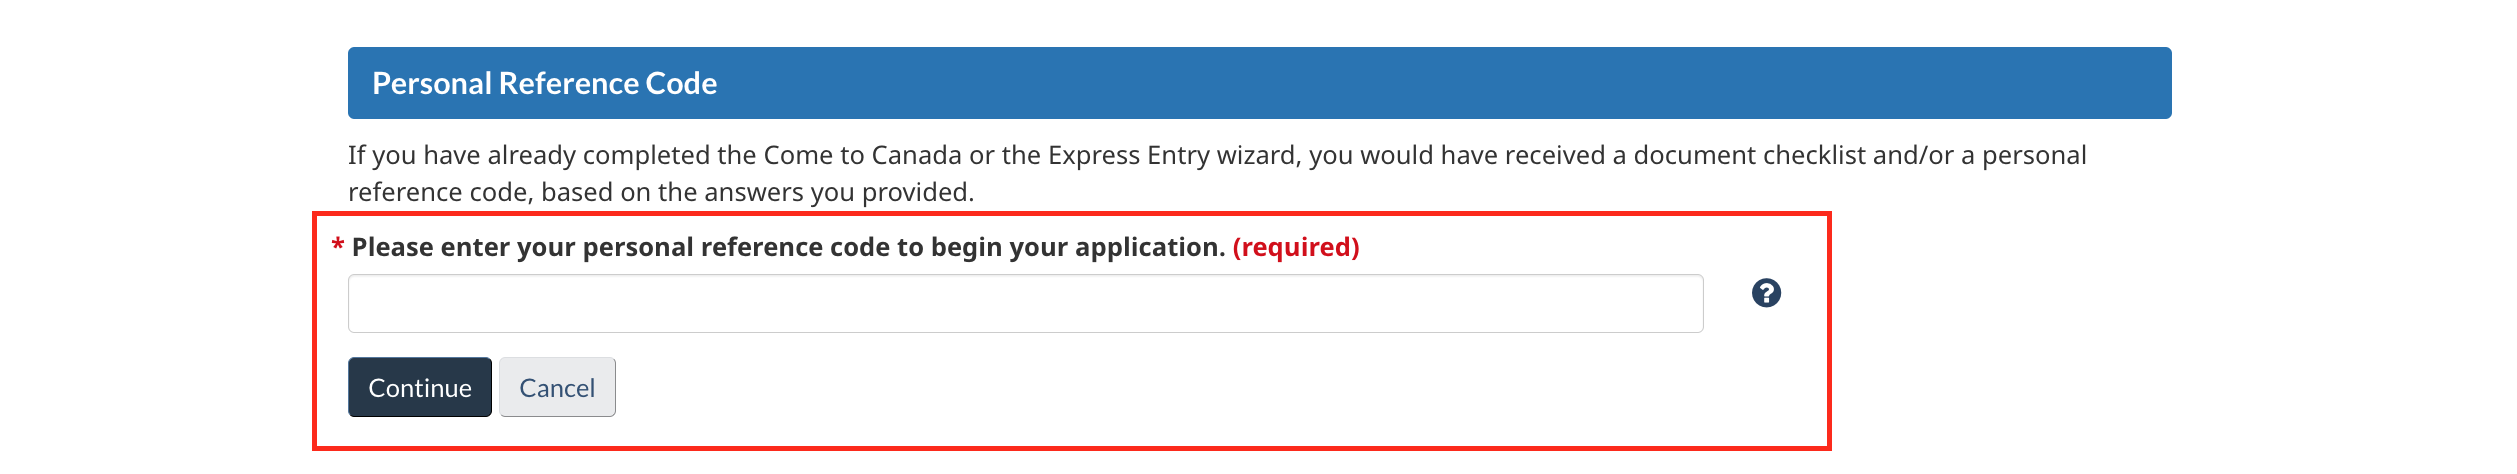 Personal Reference Code
If you have already completed the Come to Canada or the Express Entry wizard, you would have received a document checklist and/or a personal
reference code, based on the answers you provided.
* Please enter your personal reference code to begin your application. (required)
?
Continue Cancel